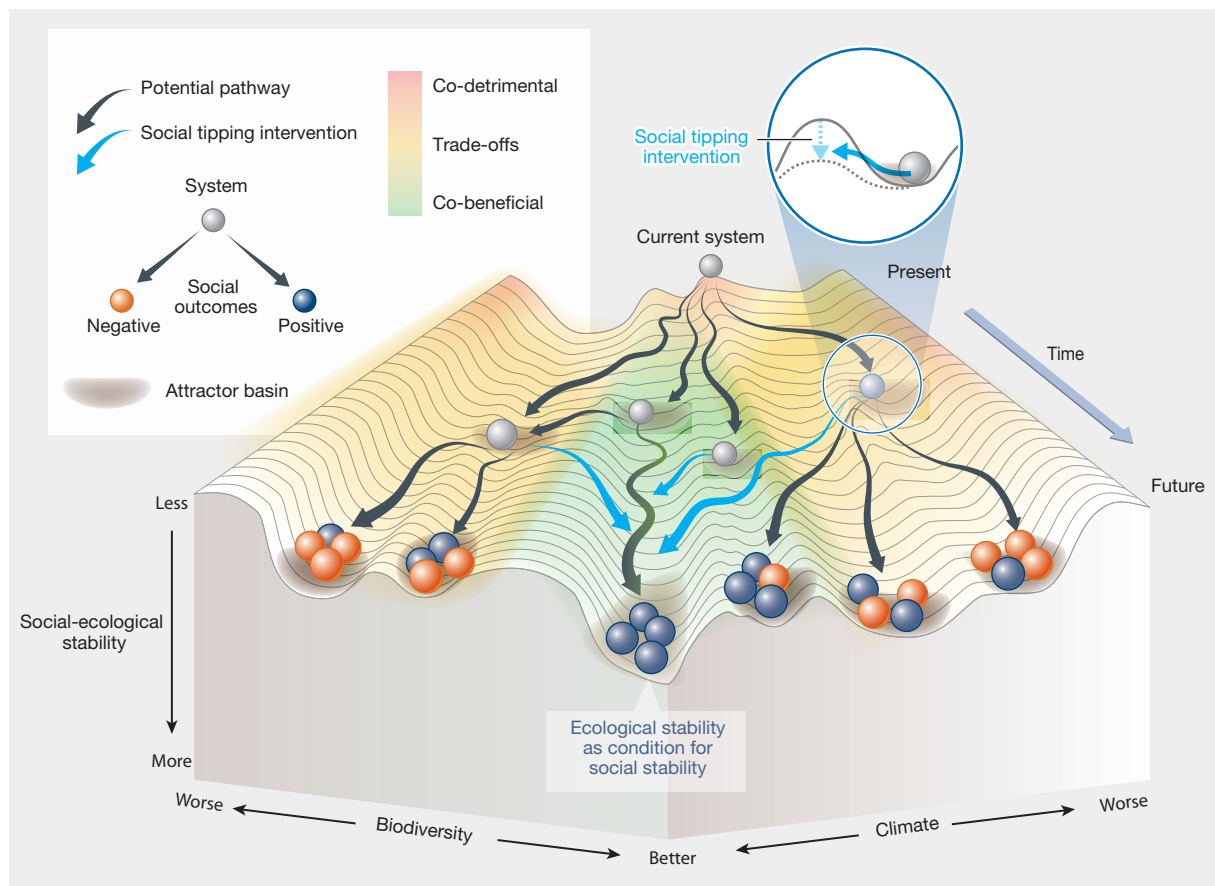 Potential pathway
Social tipping intervention
System
Social
outcomes
Negative
Positive
Attractor basin
Co-detrimental
Trade-offs
Co-beneficial
Social tipping
intervention
Current system
Present
Time
Future
Less
Social-ecological
stability
More
Ecological stability
as condition for
social stability
Worse
Biodiversity
Better
Climate
Worse